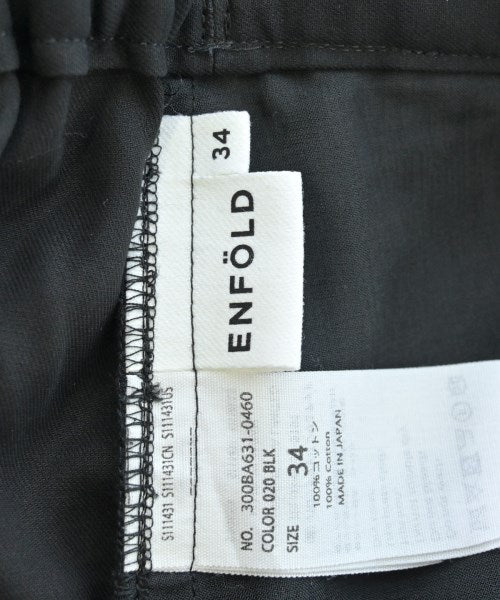 34
ENFÖLD
S111431 S111431CN S111431US
NO. 300BA631-0460
COLOR 020 BLK
SIZE 34
100%コットン
100% Cotton
MADE IN JAPAN